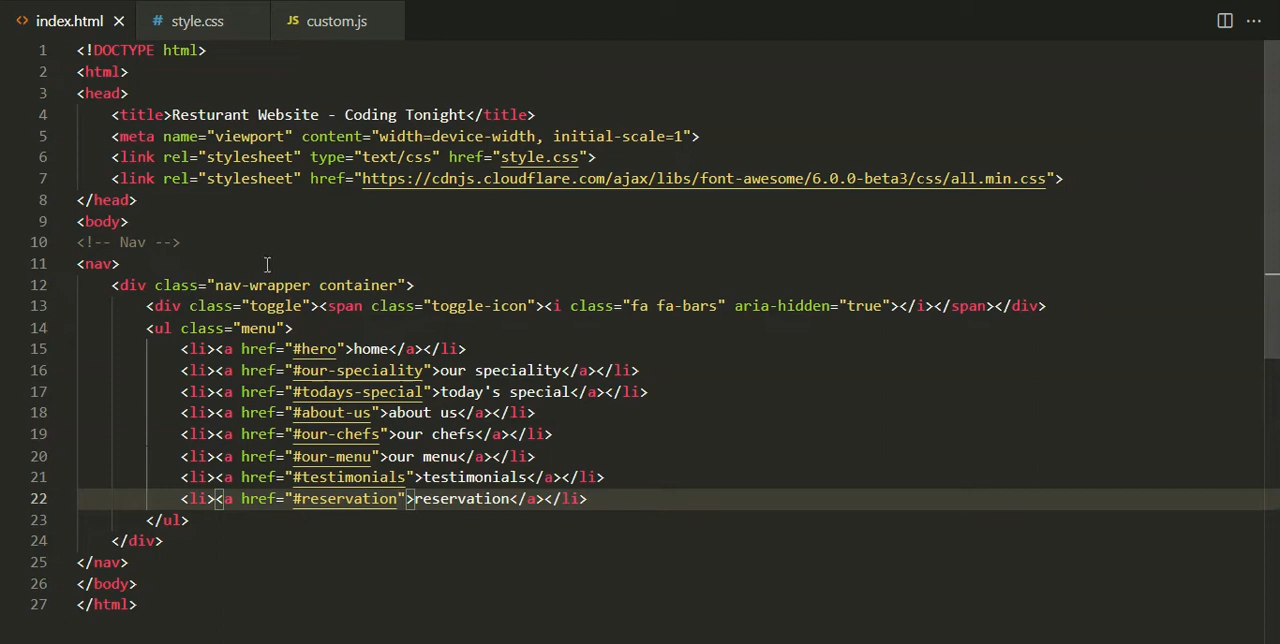 index.html × # style.css JS custom.js
1 <!DOCTYPE html>
2 <html>
3 <head>
4 <title>Resturant Website - Coding Tonight</title>
5 <meta name="viewport" content="width=device-width, initial-scale=1">
6 <link rel="stylesheet" type="text/css" href="style.css">
7 <link rel="stylesheet" href="https://cdnjs.cloudflare.com/ajax/libs/font-awesome/6.0.0-beta3/css/all.min.css">
8 </head>
9 <body>
10 <!-- Nav -->
11 <nav>
12 <div class="nav-wrapper container">
13 <div class="toggle"><span class="toggle-icon"><i class="fa fa-bars" aria-hidden="true"></i></span></div>
14 <ul class="menu">
15 <li><a href="#hero">home</a></li>
16 <li><a href="#our-speciality">our speciality</a></li>
17 <li><a href="#todays-special">today's special</a></li>
18 <li><a href="#about-us">about us</a></li>
19 <li><a href="#our-chefs">our chefs</a></li>
20 <li><a href="#our-menu">our menu</a></li>
21 <li><a href="#testimonials">testimonials</a></li>
22 <li><a href="#reservation">reservation</a></li>
23 </ul>
24 </div>
25 </nav>
26 </body>
27 </html>